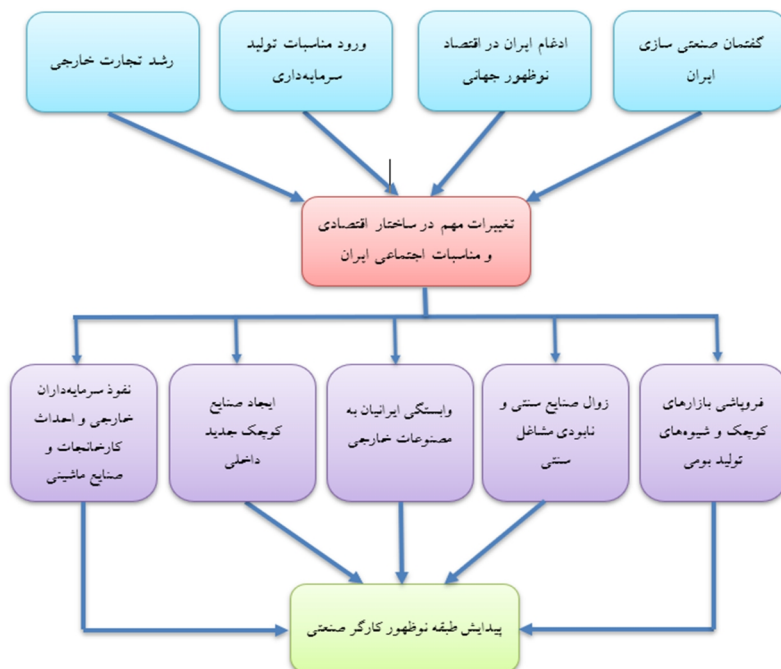 گفتمان صنعتی سازی
ایران
ادغام ایران در اقتصاد
نوظهور جهانی
ورود مناسبات تولید
سرمایه‌داری
رشد تجارت خارجی
تغییرات مهم در ساختار اقتصادی
و مناسبات اجتماعی ایران
فروپاشی بازارهای
کوچک و شیوه‌های
تولید بومی
زوال صنایع سنتی و
نابودی مشاغل
سنتی
وابستگی ایرانیان به
مصنوعات خارجی
ایجاد صنایع
کوچک جدید
داخلی
نفوذ سرمایه‌داران
خارجی و احداث
کارخانجات و
صنایع ماشینی
پیدایش طبقه نوظهور کارگر صنعتی